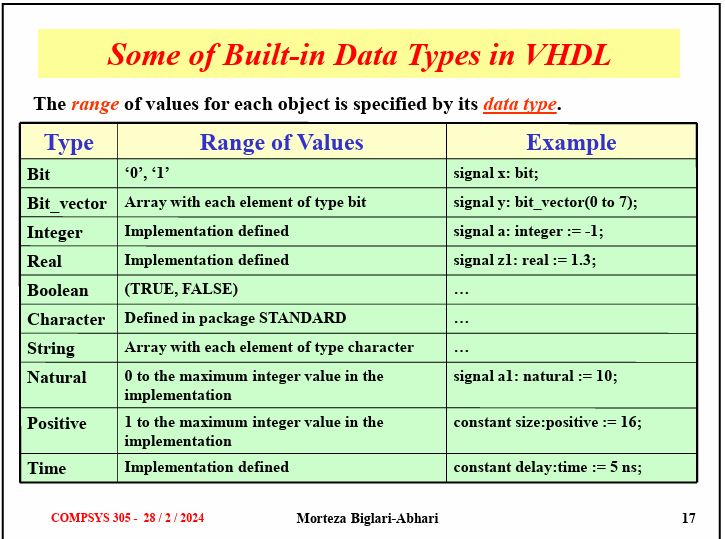 Some of Built-in Data Types in VHDL
The range of values for each object is specified by its data type.
Type Range of Values Example
Bit ‘0’, ‘1’ signal x: bit;
Bit_vector Array with each element of type bit signal y: bit_vector(0 to 7);
Integer Implementation defined signal a: integer := -1;
Real Implementation defined signal z1: real := 1.3;
Boolean (TRUE, FALSE) …
Character Defined in package STANDARD …
String Array with each element of type character …
Natural 0 to the maximum integer value in the signal a1: natural := 10;
implementation
Positive 1 to the maximum integer value in the constant size:positive := 16;
implementation
Time Implementation defined constant delay:time := 5 ns;
COMPSYS 305 - 28 / 2 / 2024 Morteza Biglari-Abhari 17